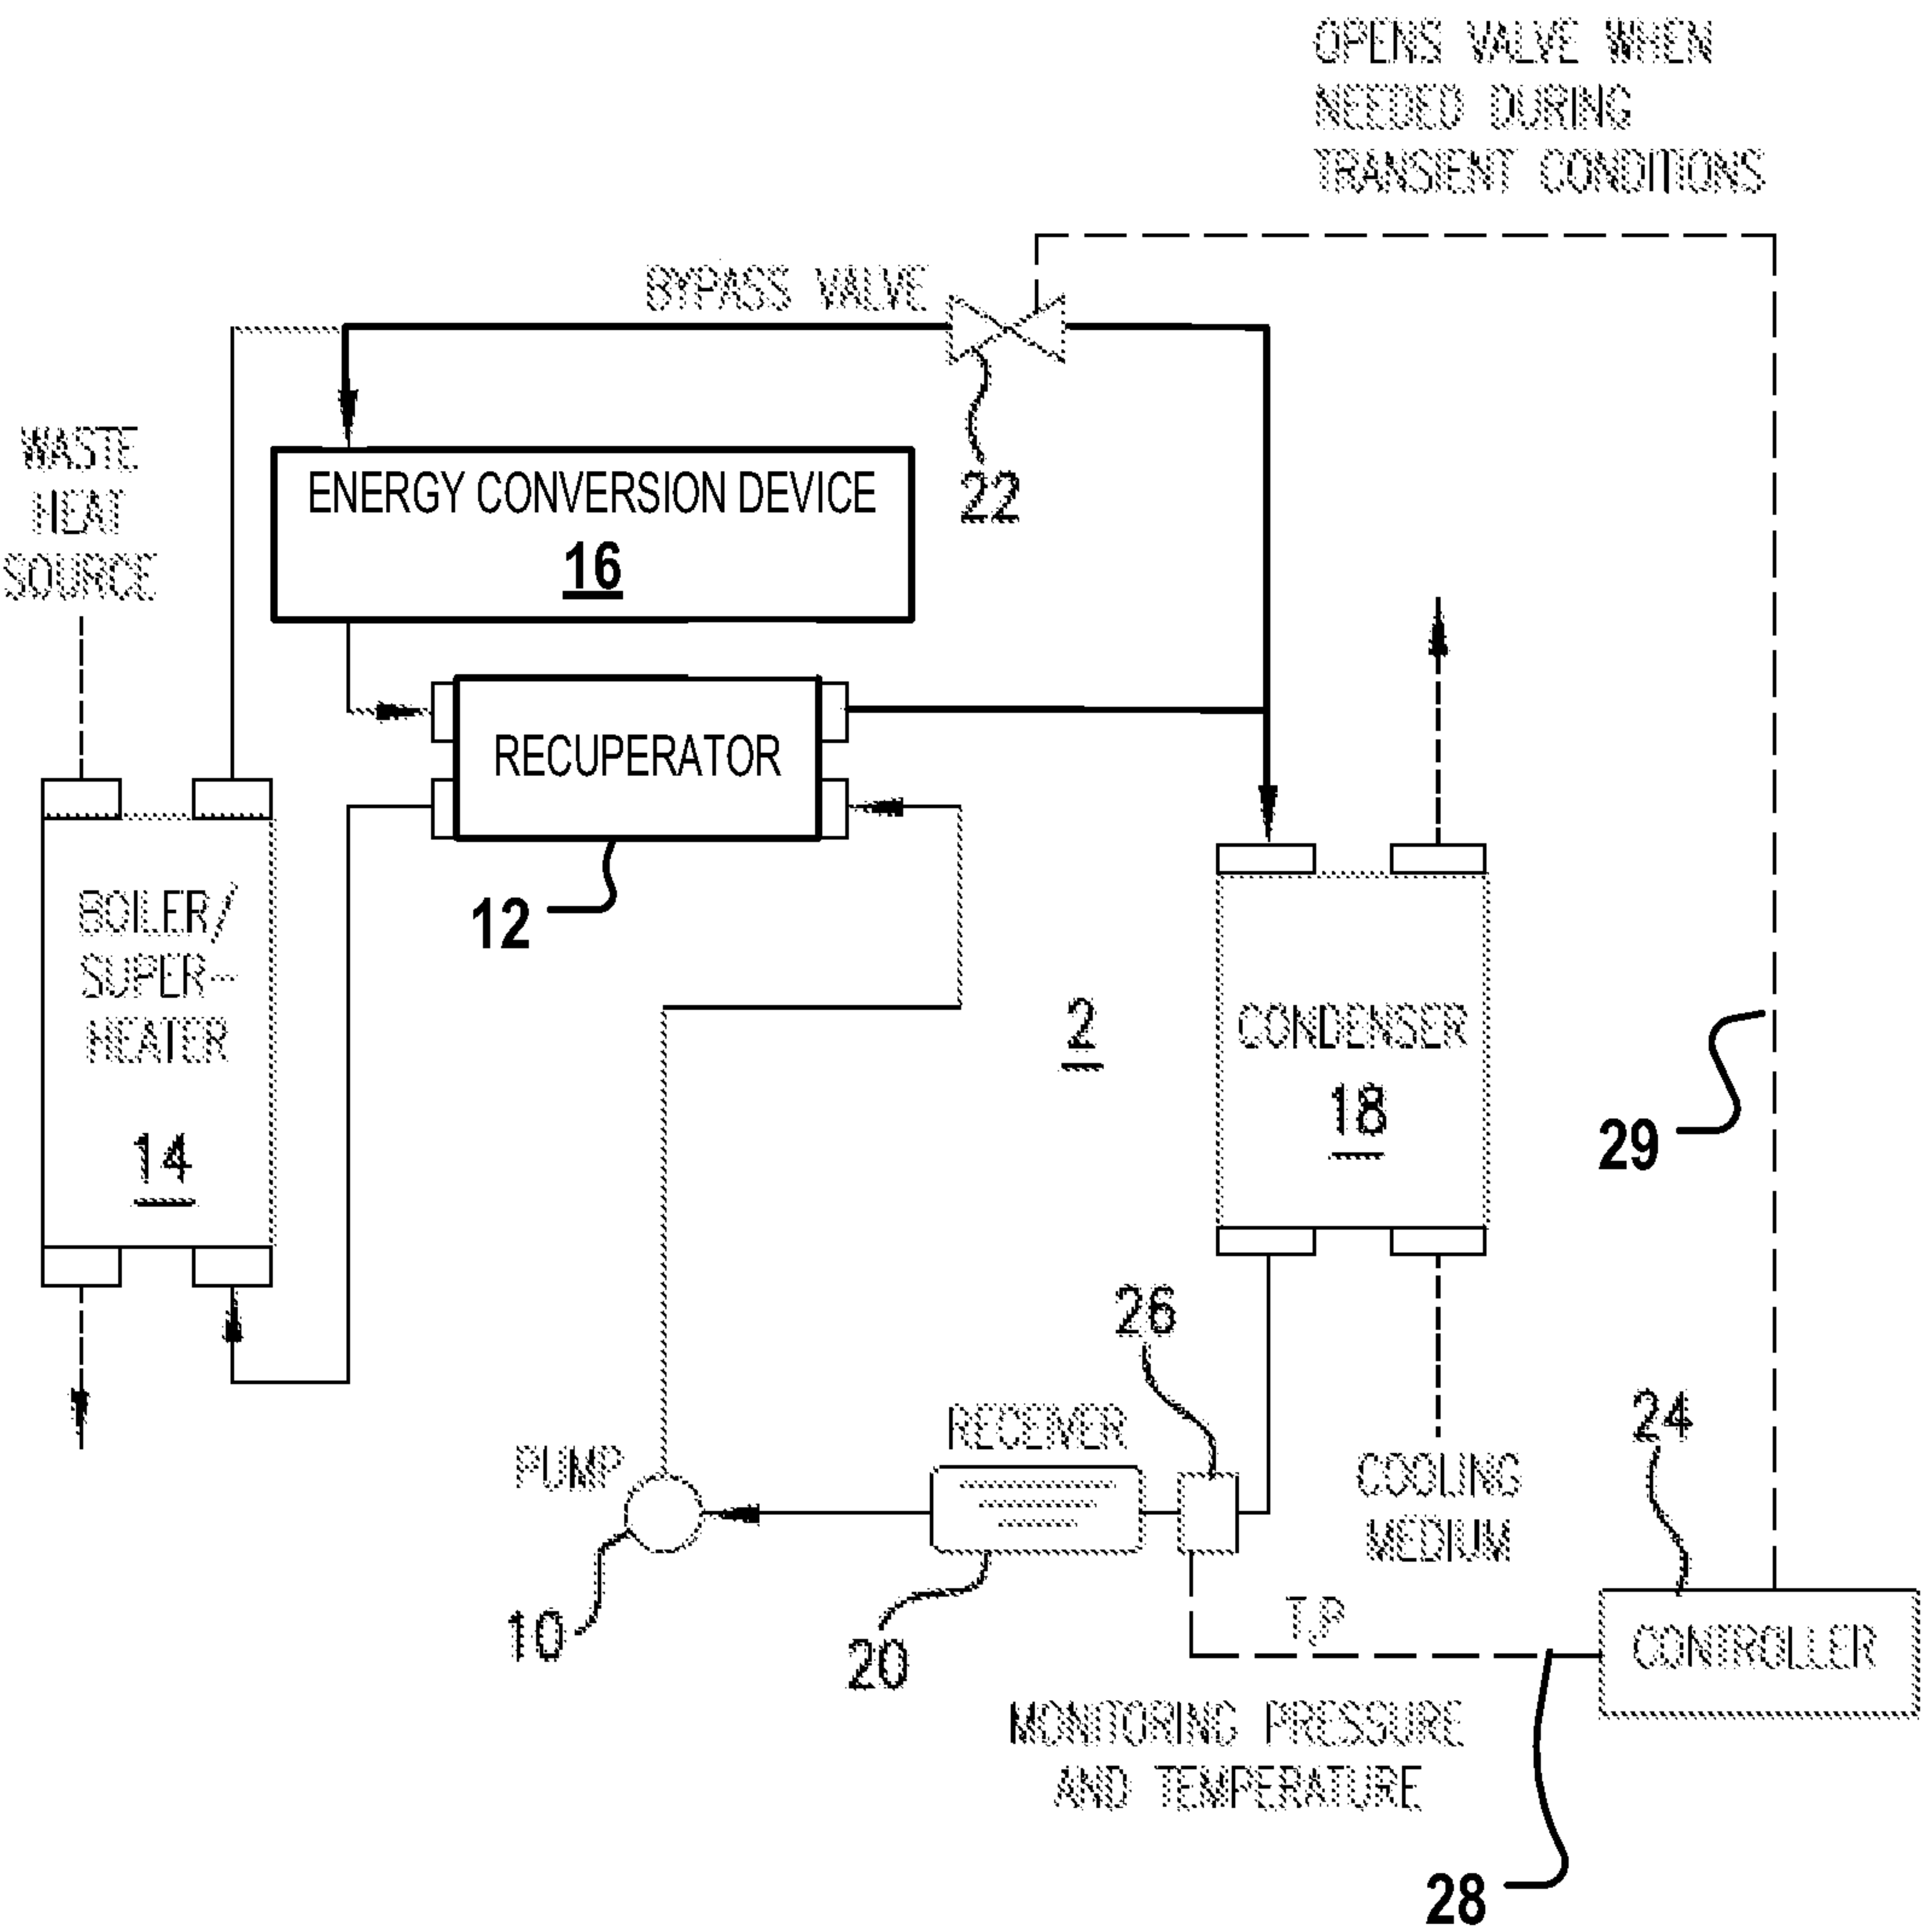 OPENS VALVE WHEN
NEEDED DURING
TRANSIENT CONDITIONS
BYPASS VALVE
22
WASTE
HEAT
SOURCE
ENERGY CONVERSION DEVICE
16
RECUPERATOR
12
BOILER/
SUPER-
HEATER
14
2
CONDENSER
18
29
26
24
RECEIVER
PUMP
COOLING
MEDIUM
10
20
T,P
CONTROLLER
MONITORING PRESSURE
AND TEMPERATURE
28